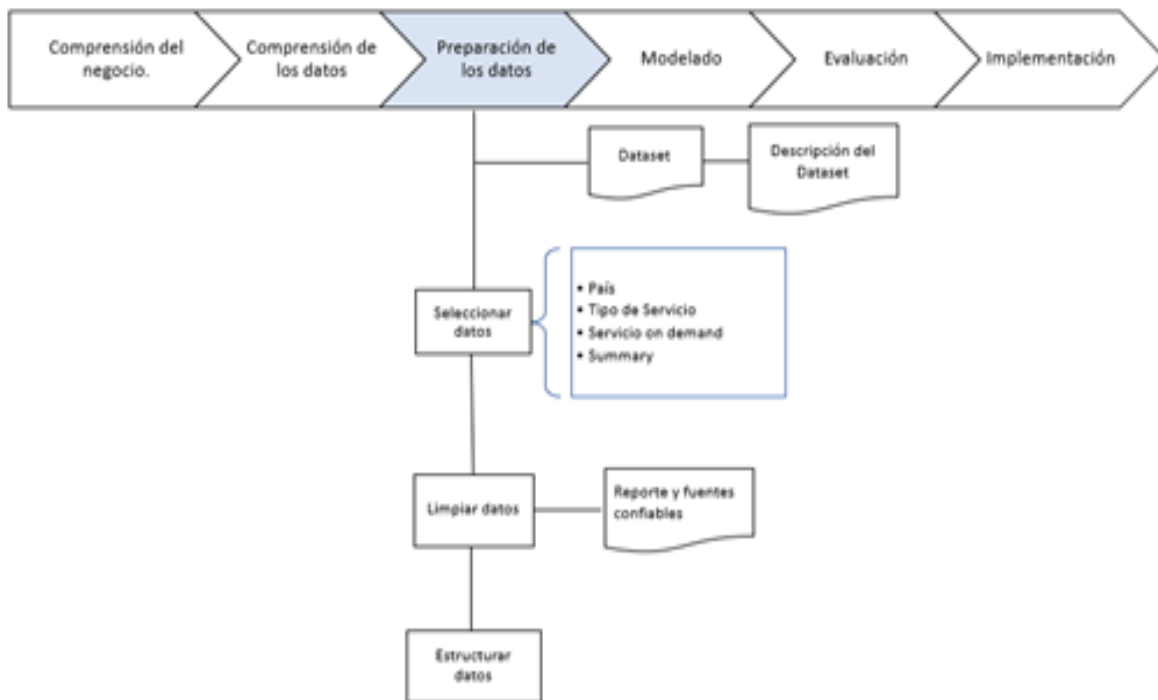 Comprensión del
negocio.
Comprensión de
los datos
Preparación de
los datos
Modelado
Evaluación
Implementación
Dataset
Descripción del
Dataset
Seleccionar
datos
• País
• Tipo de Servicio
• Servicio on demand
• Summary
Limpiar datos
Reporte y fuentes
confiables
Estructurar
datos